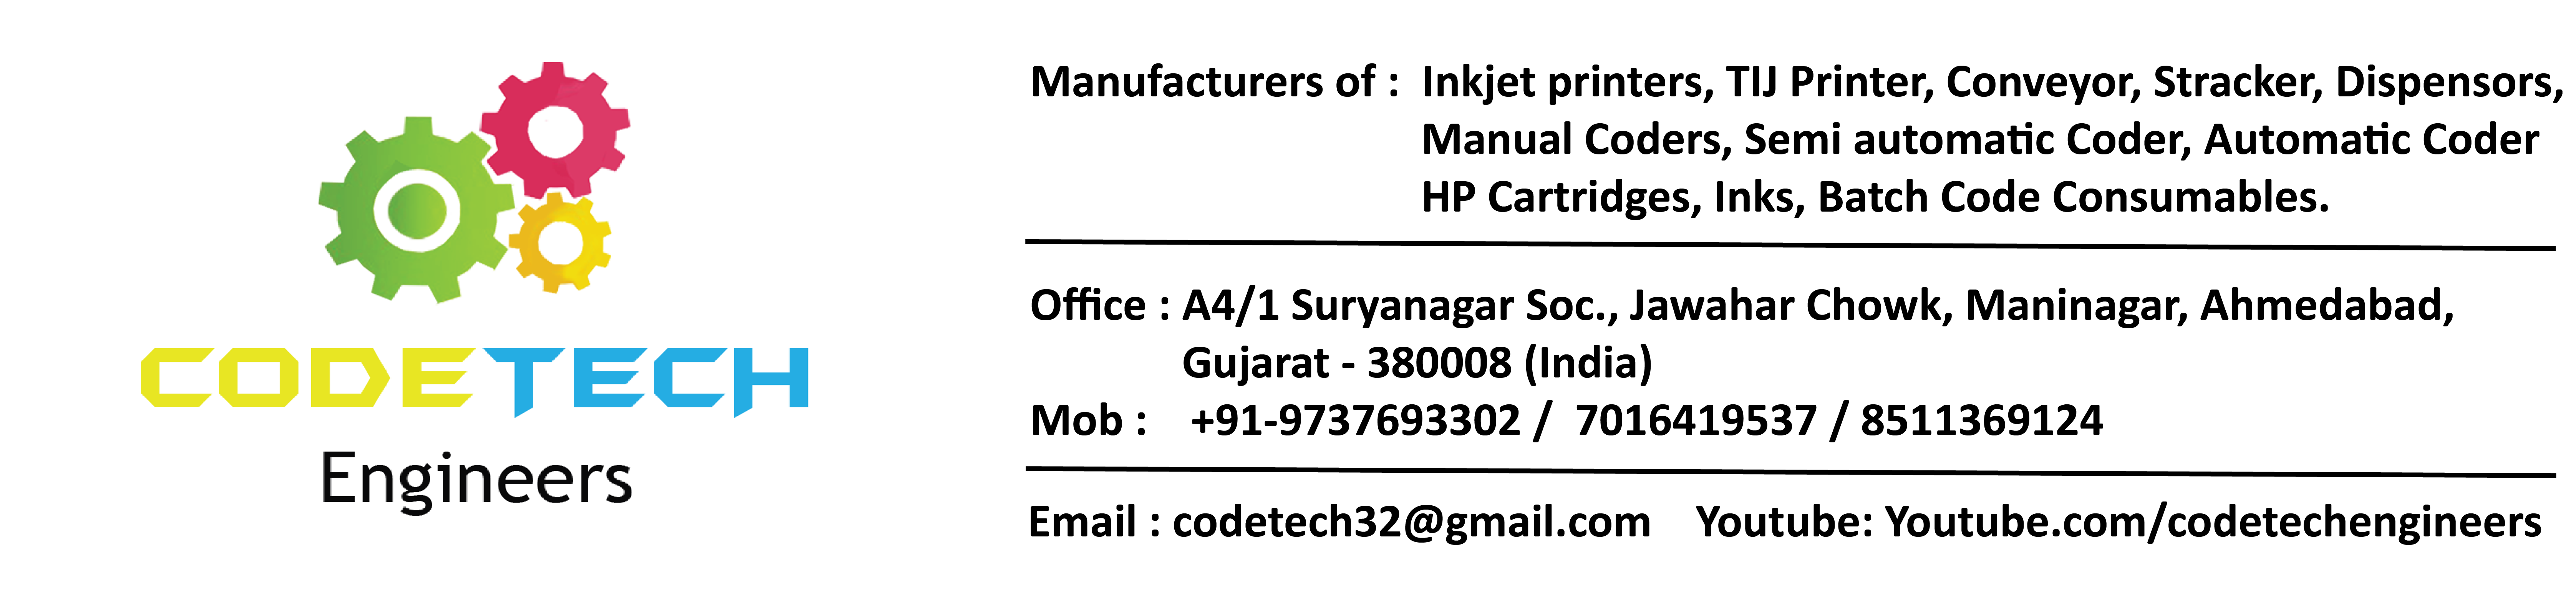 CODETECH
Engineers
Manufacturers of : Inkjet printers, TIJ Printer, Conveyor, Stracker, Dispensors,
Manual Coders, Semi automatic Coder, Automatic Coder
HP Cartridges, Inks, Batch Code Consumables.
Office : A4/1 Suryanagar Soc., Jawahar Chowk, Maninagar, Ahmedabad,
Gujarat - 380008 (India)
Mob : +91-9737693302 / 7016419537 / 8511369124
Email : codetech32@gmail.com Youtube: Youtube.com/codetechengineers